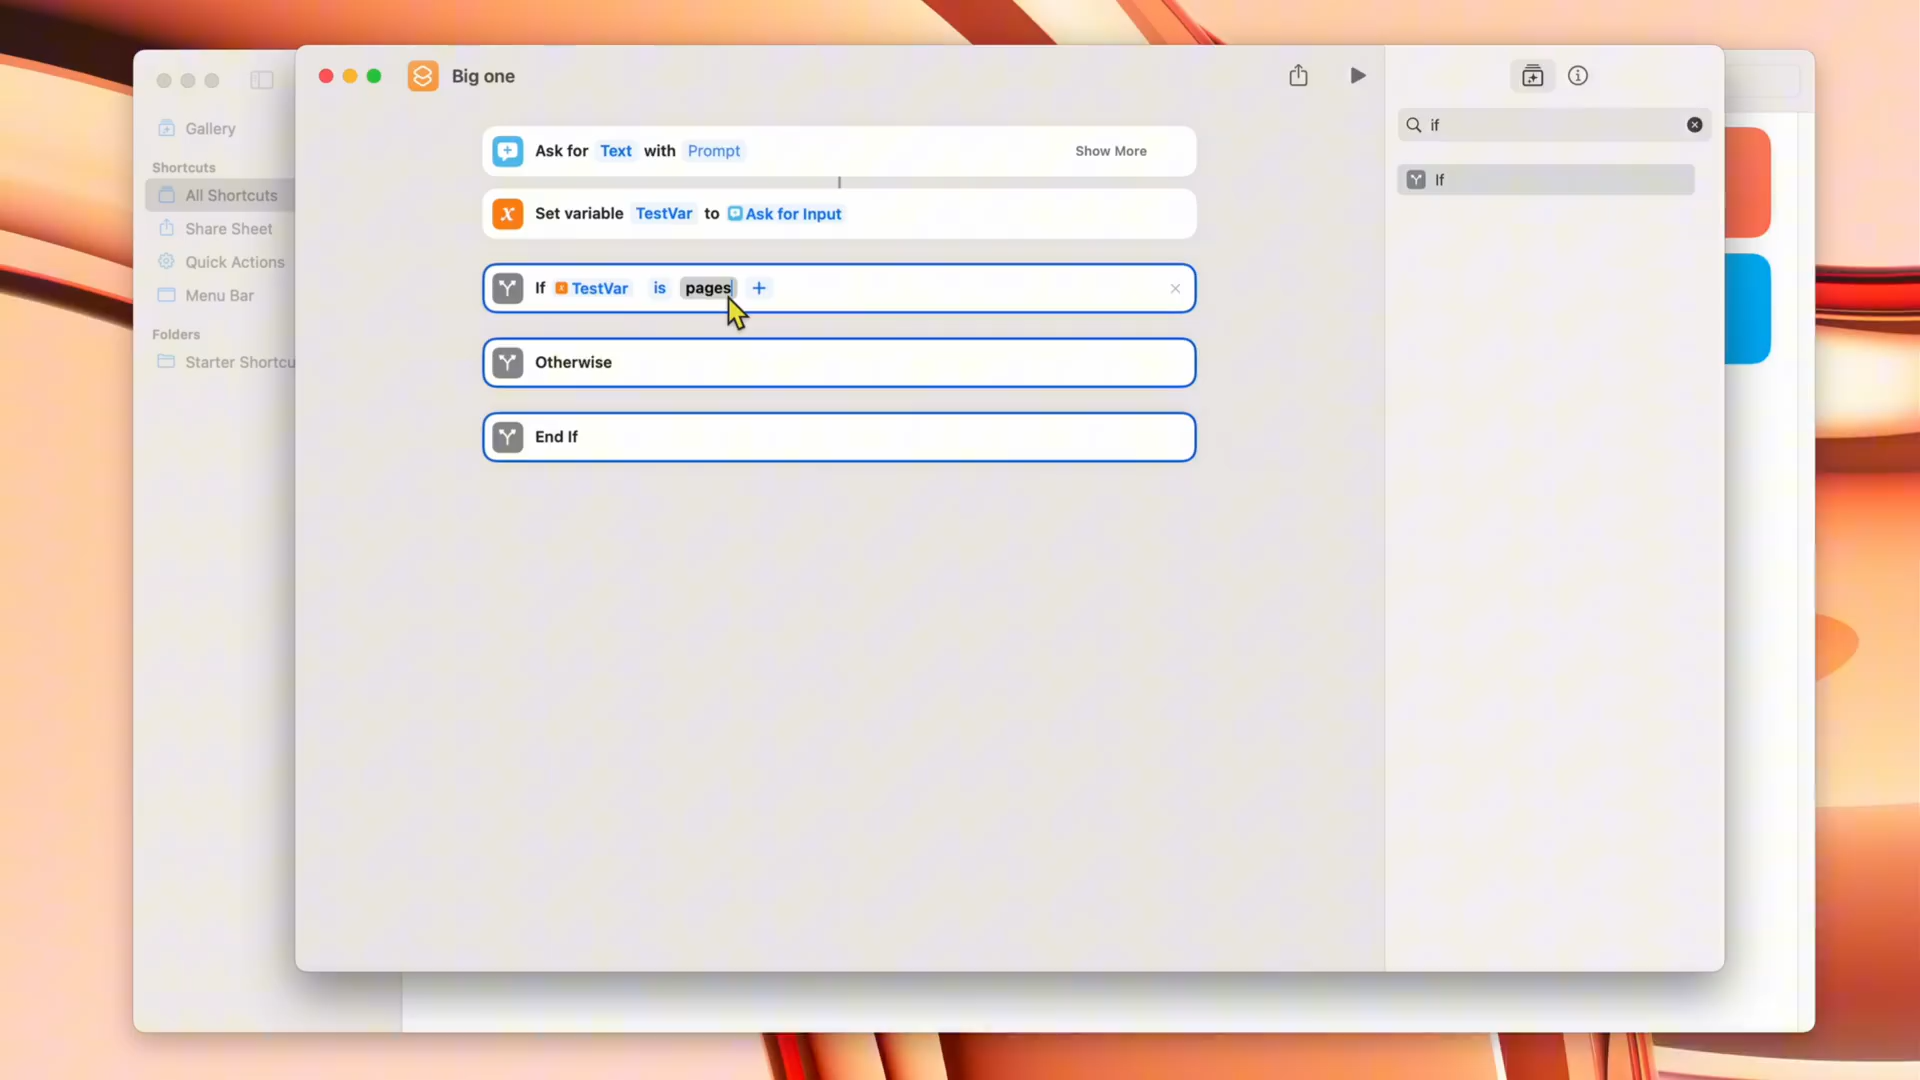 Big one
if
Gallery
Shortcuts
All Shortcuts
Share Sheet
Quick Actions
Menu Bar
Folders
Starter Shortcu
Ask for Text with Prompt Show More
Set variable TestVar to Ask for Input
If TestVar is pages
Otherwise
End If
If